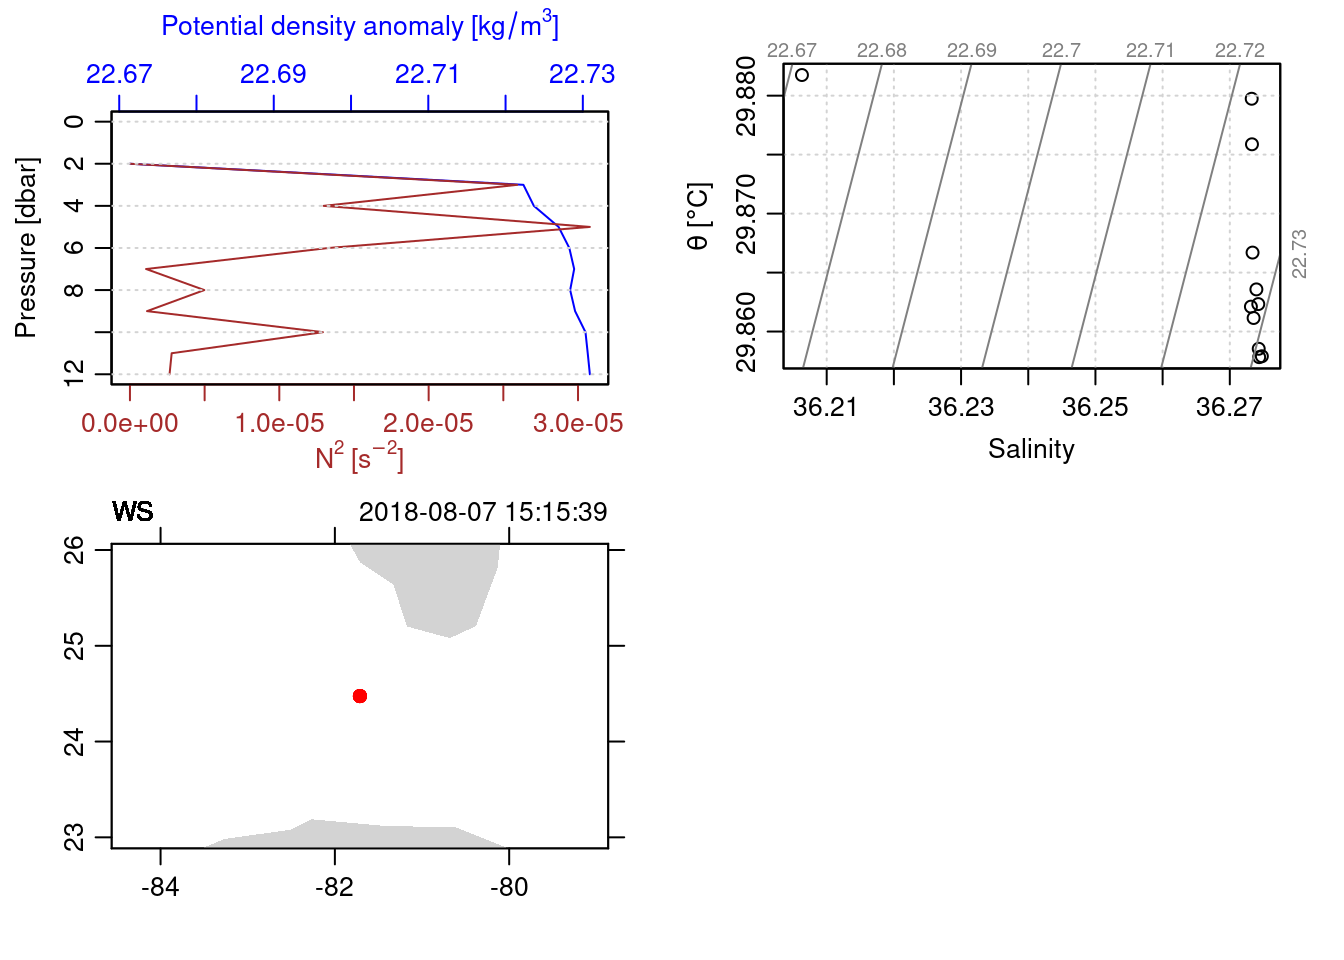 Potential density anomaly [kg/m³]
22.67 22.69 22.71 22.73
0
2
4
6
8
12
Pressure [dbar]
0.0e+00 1.0e-05 2.0e-05 3.0e-05
N² [s⁻²]
22.67 22.68 22.69 22.7 22.71 22.72
22.73
29.880
29.870
29.860
θ [°C]
36.21 36.23 36.25 36.27
Salinity
WS 2018-08-07 15:15:39
26
25
24
23
-84 -82 -80